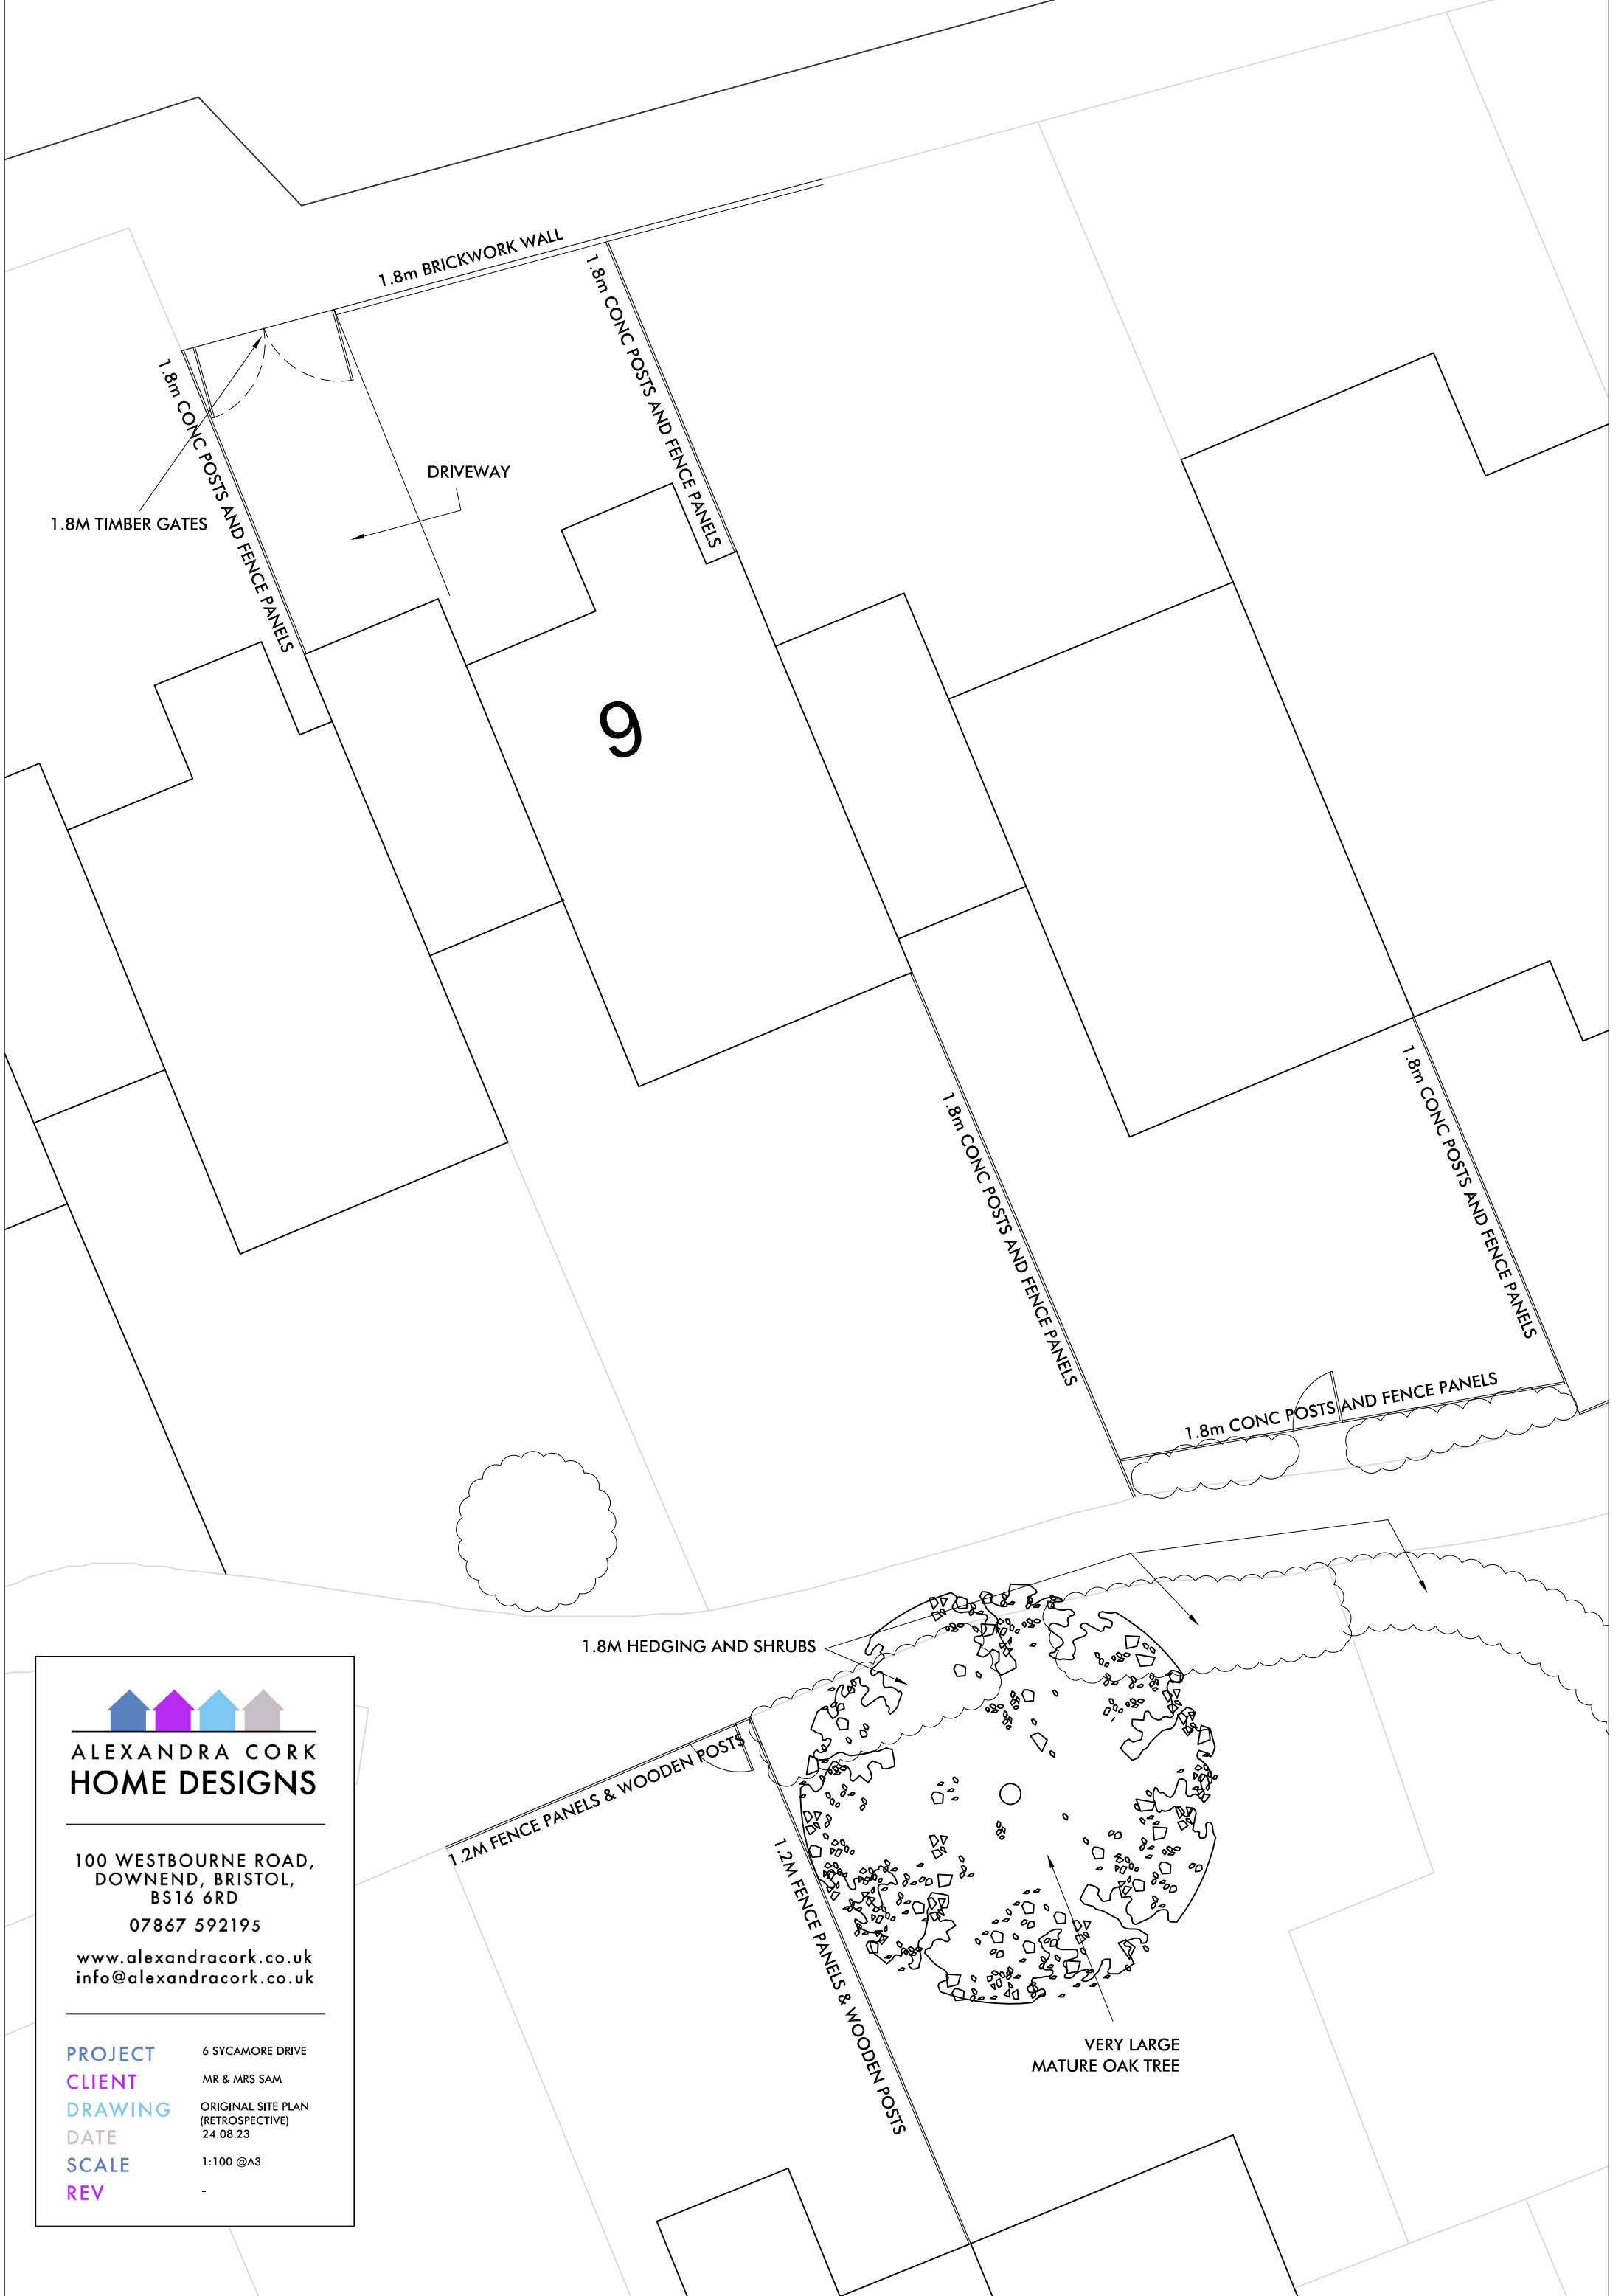 1.8m BRICKWORK WALL
1.8m CONC POSTS AND FENCE PANELS
1.8m CONC POSTS AND FENCE PANELS
DRIVEWAY
1.8M TIMBER GATES
9
1.8m CONC POSTS AND FENCE PANELS
1.8m CONC POSTS AND FENCE PANELS
1.8m CONC POSTS AND FENCE PANELS
1.8M HEDGING AND SHRUBS
1.2M FENCE PANELS & WOODEN POSTS
1.2M FENCE PANELS & WOODEN POSTS
VERY LARGE
MATURE OAK TREE
ALEXANDRA CORK
HOME DESIGNS
100 WESTBOURNE ROAD,
DOWNEND, BRISTOL,
BS16 6RD
07867 592195
www.alexandracork.co.uk
info@alexandracork.co.uk
PROJECT 6 SYCAMORE DRIVE
CLIENT MR & MRS SAM
DRAWING ORIGINAL SITE PLAN
(RETROSPECTIVE)
DATE 24.08.23
SCALE 1:100 @A3
REV -